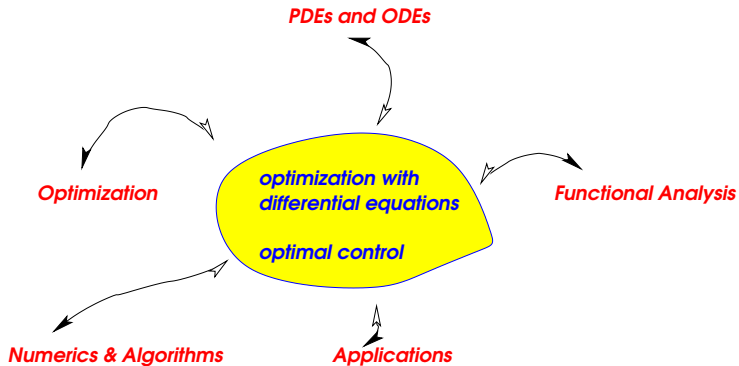 PDEs and ODEs
optimization with
differential equations
optimal control
Optimization
Functional Analysis
Numerics & Algorithms
Applications